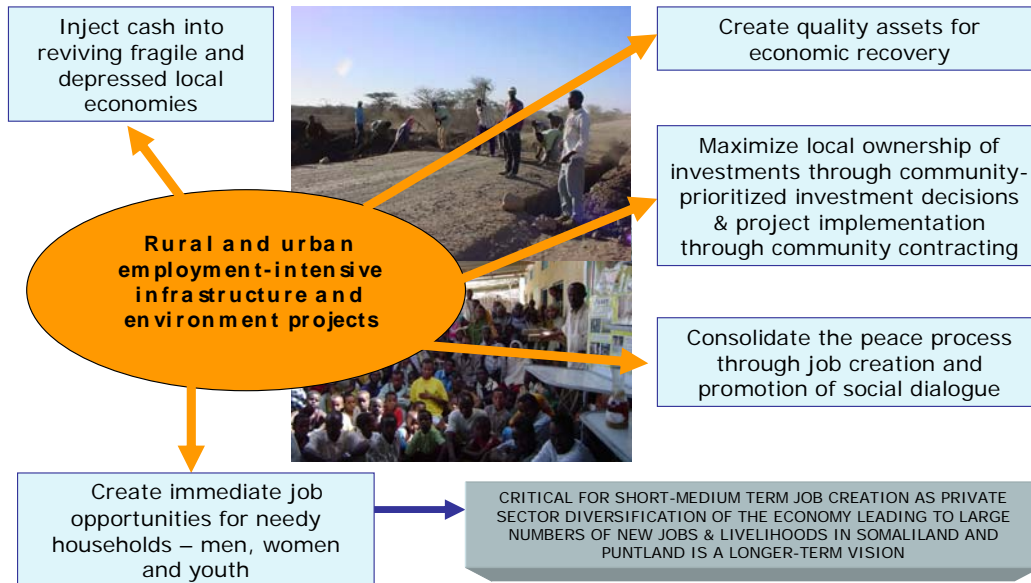 Inject cash into
reviving fragile and
depressed local
economies
Create quality assets for
economic recovery
Maximize local ownership of
investments through community-
prioritized investment decisions
& project implementation
through community contracting
Rural and urban
employment-intensive
infrastructure and
environment projects
Consolidate the peace process
through job creation and
promotion of social dialogue
Create immediate job
opportunities for needy
households – men, women
and youth
CRITICAL FOR SHORT-MEDIUM TERM JOB CREATION AS PRIVATE
SECTOR DIVERSIFICATION OF THE ECONOMY LEADING TO LARGE
NUMBERS OF NEW JOBS & LIVELIHOODS IN SOMALILAND AND
PUNTLAND IS A LONGER-TERM VISION